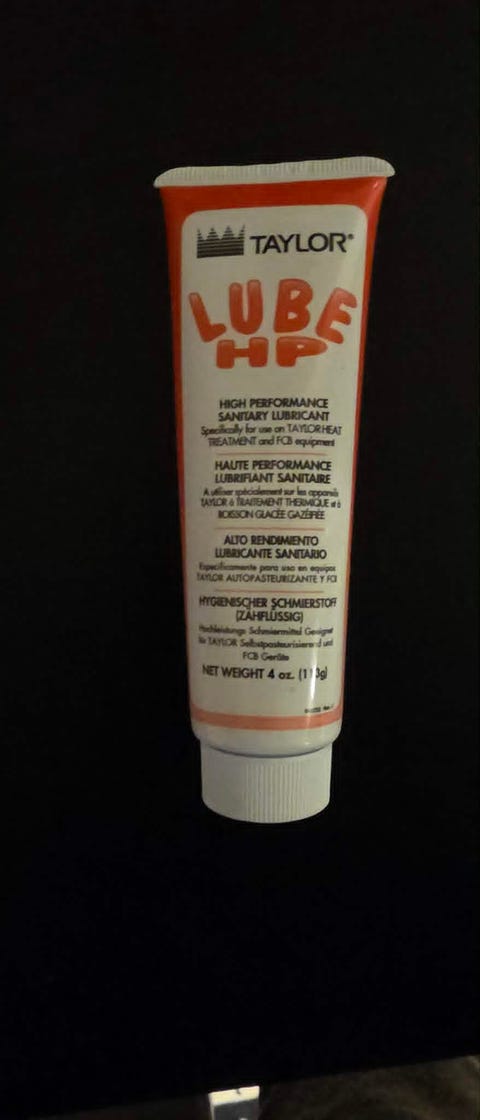 TAYLOR®
LUBE
HP
HIGH PERFORMANCE
SANITARY LUBRICANT
Specifically for use on TAYLOR HEAT
TREATMENT and FCB equipment
HAUTE PERFORMANCE
LUBRIFIANT SANITAIRE
A utiliser spécialement sur les appareils
TAYLOR à TRAITEMENT THERMIQUE et à
BOISSON GLACÉE GAZÉIFIÉE
ALTO RENDIMIENTO
LUBRICANTE SANITARIO
Específicamente para uso en equipos
TAYLOR AUTOPASTEURIZANTE Y FCB
HYGIENISCHER SCHMIERSTOFF
(ZÄHFLÜSSIG)
Hochleistungs Schmiermittel Geeignet
für TAYLOR Selbstpasteurisierend und
FCB Geräte
NET WEIGHT 4 oz. (113g)